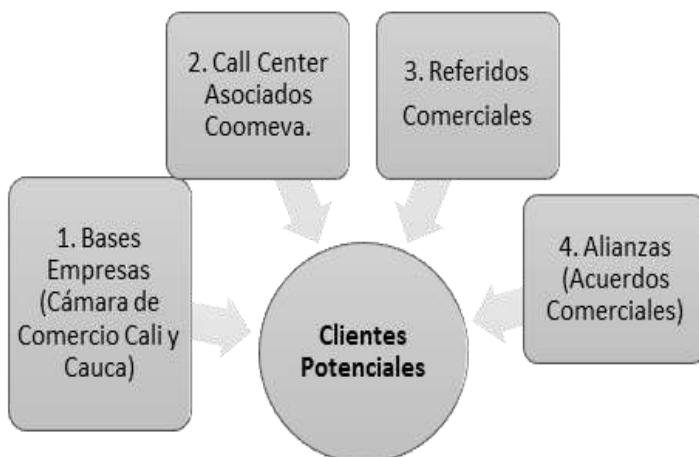 1. Bases
Empresas
(Cámara de
Comercio Cali y
Cauca)
2. Call Center
Asociados
Coomeva.
3. Referidos
Comerciales
4. Alianzas
(Acuerdos
Comerciales)
Clientes
Potenciales